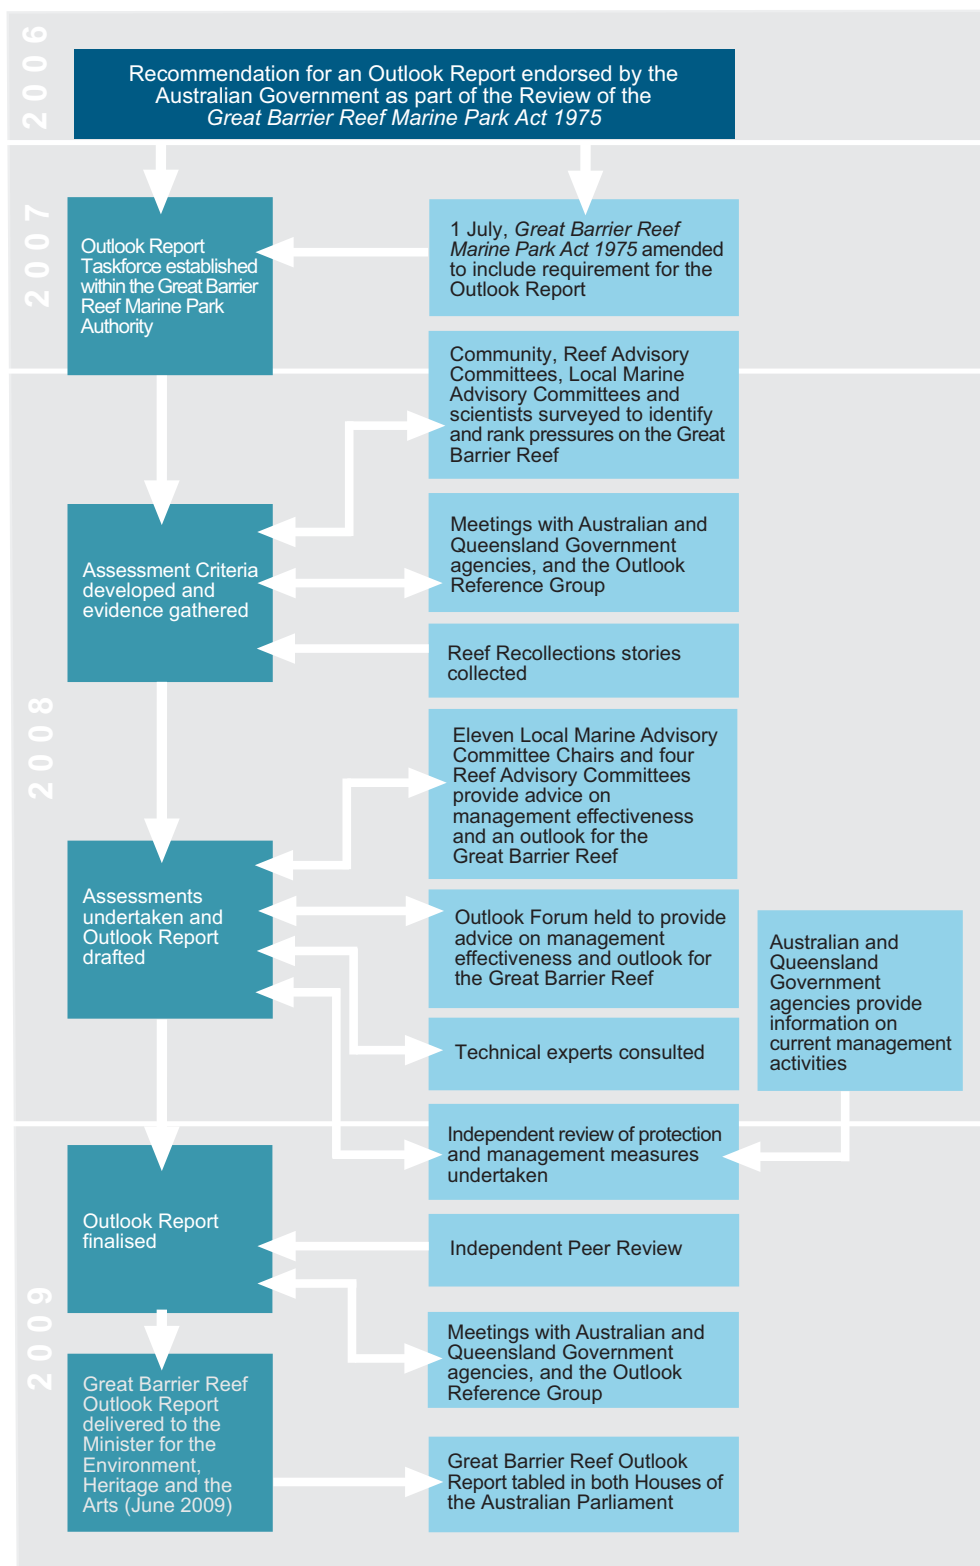 2006
Recommendation for an Outlook Report endorsed by the
Australian Government as part of the Review of the
Great Barrier Reef Marine Park Act 1975
2007
Outlook Report
Taskforce established
within the Great Barrier
Reef Marine Park
Authority
1 July, Great Barrier Reef
Marine Park Act 1975 amended
to include requirement for the
Outlook Report
Community, Reef Advisory
Committees, Local Marine
Advisory Committees and
scientists surveyed to identify
and rank pressures on the Great
Barrier Reef
2008
Assessment Criteria
developed and
evidence gathered
Meetings with Australian and
Queensland Government
agencies, and the Outlook
Reference Group
Reef Recollections stories
collected
Eleven Local Marine Advisory
Committee Chairs and four
Reef Advisory Committees
provide advice on
management effectiveness
and an outlook for the
Great Barrier Reef
Assessments
undertaken and
Outlook Report
drafted
Outlook Forum held to provide
advice on management
effectiveness and outlook for
the Great Barrier Reef
Australian and
Queensland
Government
agencies provide
information on
current management
activities
Technical experts consulted
Independent review of protection
and management measures
undertaken
2009
Outlook Report
finalised
Independent Peer Review
Meetings with Australian and
Queensland Government
agencies, and the Outlook
Reference Group
Great Barrier Reef
Outlook Report
delivered to the
Minister for the
Environment,
Heritage and the
Arts (June 2009)
Great Barrier Reef Outlook
Report tabled in both Houses of
the Australian Parliament